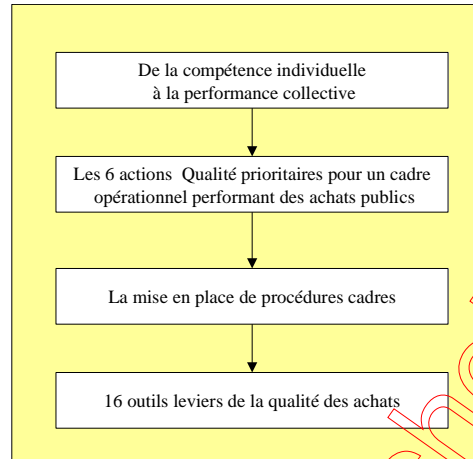 De la compétence individuelle
à la performance collective
Les 6 actions Qualité prioritaires pour un cadre
opérationnel performant des achats publics
La mise en place de procédures cadres
16 outils leviers de la qualité des achats